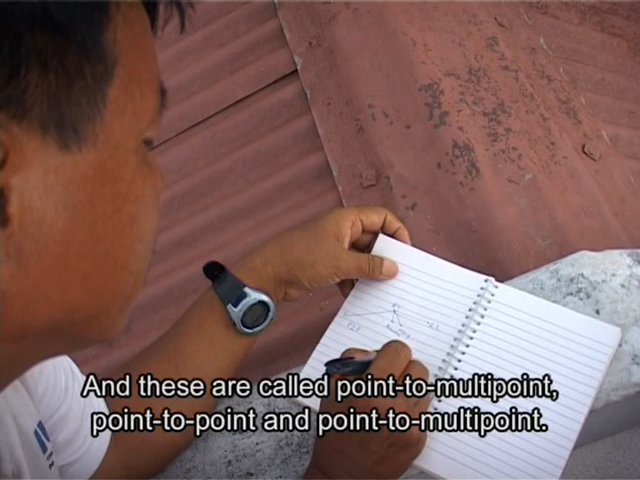 And these are called point-to-multipoint,
point-to-point and point-to-multipoint.